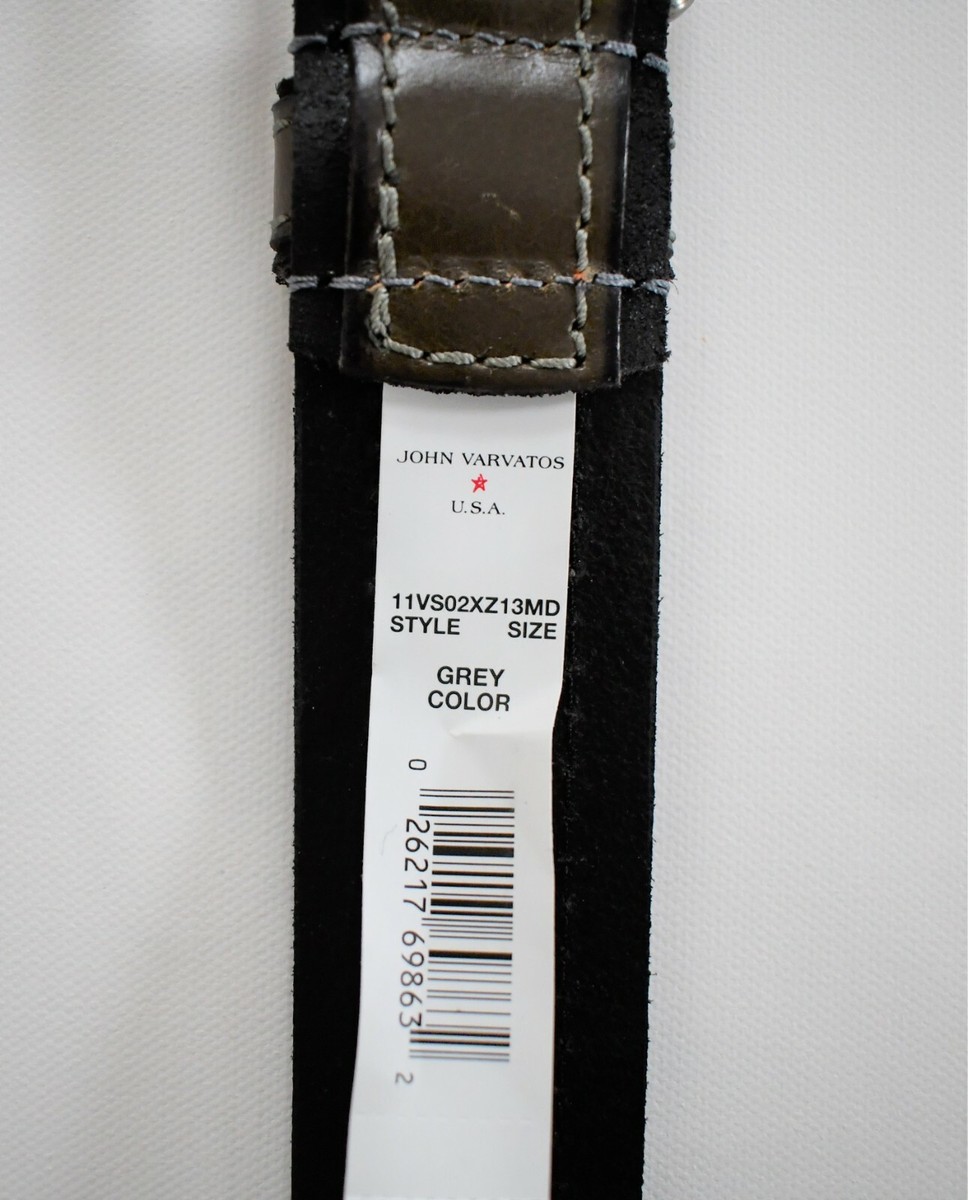 JOHN VARVATOS
U.S.A.
11VS02XZ13MD
STYLE SIZE
GREY
COLOR
0 26217 69863 2